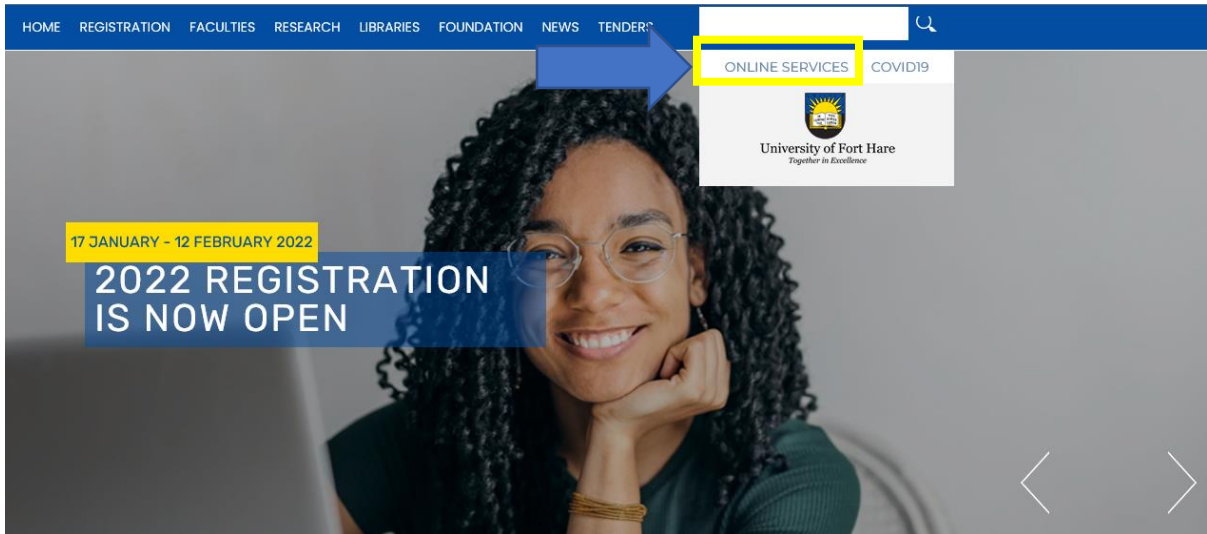 HOME REGISTRATION FACULTIES RESEARCH LIBRARIES FOUNDATION NEWS TENDERS
ONLINE SERVICES COVID19
University of Fort Hare
Together in Excellence
17 JANUARY - 12 FEBRUARY 2022
2022 REGISTRATION
IS NOW OPEN